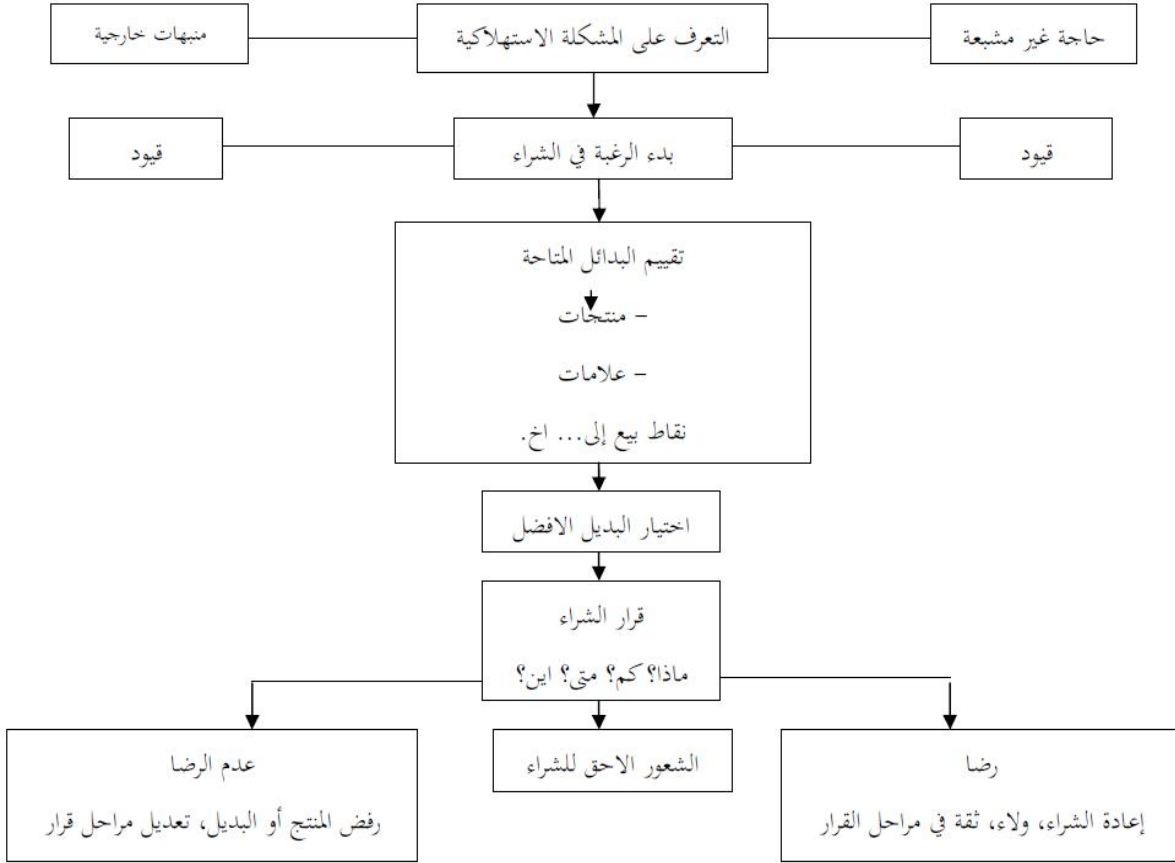 حاجة غير مشبعة
التعرف على المشكلة الاستهلاكية
منبهات خارجية
قيود
بدء الرغبة في الشراء
قيود
تقييم البدائل المتاحة
- منتجات
- علامات
نقاط بيع إلى... اخ.
اختيار البديل الافضل
قرار الشراء
ماذا؟ كم؟ متى؟ اين؟
رضا
إعادة الشراء، ولاء، ثقة في مراحل القرار
الشعور الاحق للشراء
عدم الرضا
رفض المنتج أو البديل، تعديل مراحل قرار